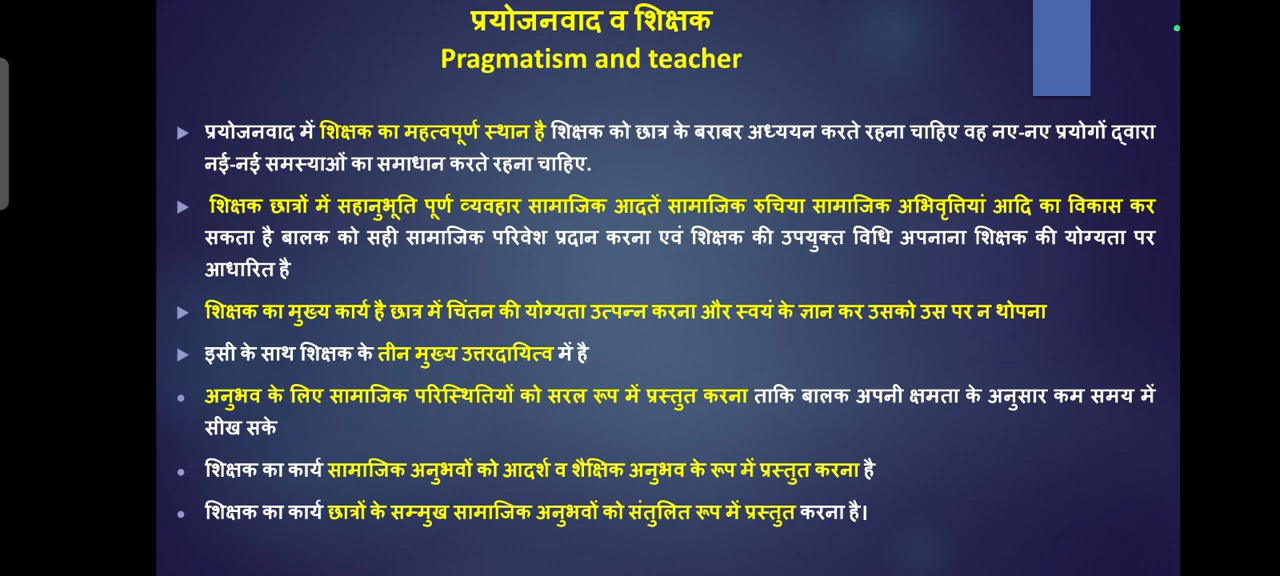 प्रयोजनवाद व शिक्षक
Pragmatism and teacher
प्रयोजनवाद में शिक्षक का महत्वपूर्ण स्थान है शिक्षक को छात्र के बराबर अध्ययन करते रहना चाहिए वह नए-नए प्रयोगों द्वारा
नई-नई समस्याओं का समाधान करते रहना चाहिए.
शिक्षक छात्रों में सहानुभूति पूर्ण व्यवहार सामाजिक आदतें सामाजिक रुचिया सामाजिक अभिवृत्तियां आदि का विकास कर
सकता है बालक को सही सामाजिक परिवेश प्रदान करना एवं शिक्षक की उपयुक्त विधि अपनाना शिक्षक की योग्यता पर
आधारित है
शिक्षक का मुख्य कार्य है छात्र में चिंतन की योग्यता उत्पन्न करना और स्वयं के ज्ञान कर उसको उस पर न थोपना
इसी के साथ शिक्षक के तीन मुख्य उत्तरदायित्व में है
अनुभव के लिए सामाजिक परिस्थितियों को सरल रूप में प्रस्तुत करना ताकि बालक अपनी क्षमता के अनुसार कम समय में
सीख सके
शिक्षक का कार्य सामाजिक अनुभवों को आदर्श व शैक्षिक अनुभव के रूप में प्रस्तुत करना है
शिक्षक का कार्य छात्रों के सम्मुख सामाजिक अनुभवों को संतुलित रूप में प्रस्तुत करना है।